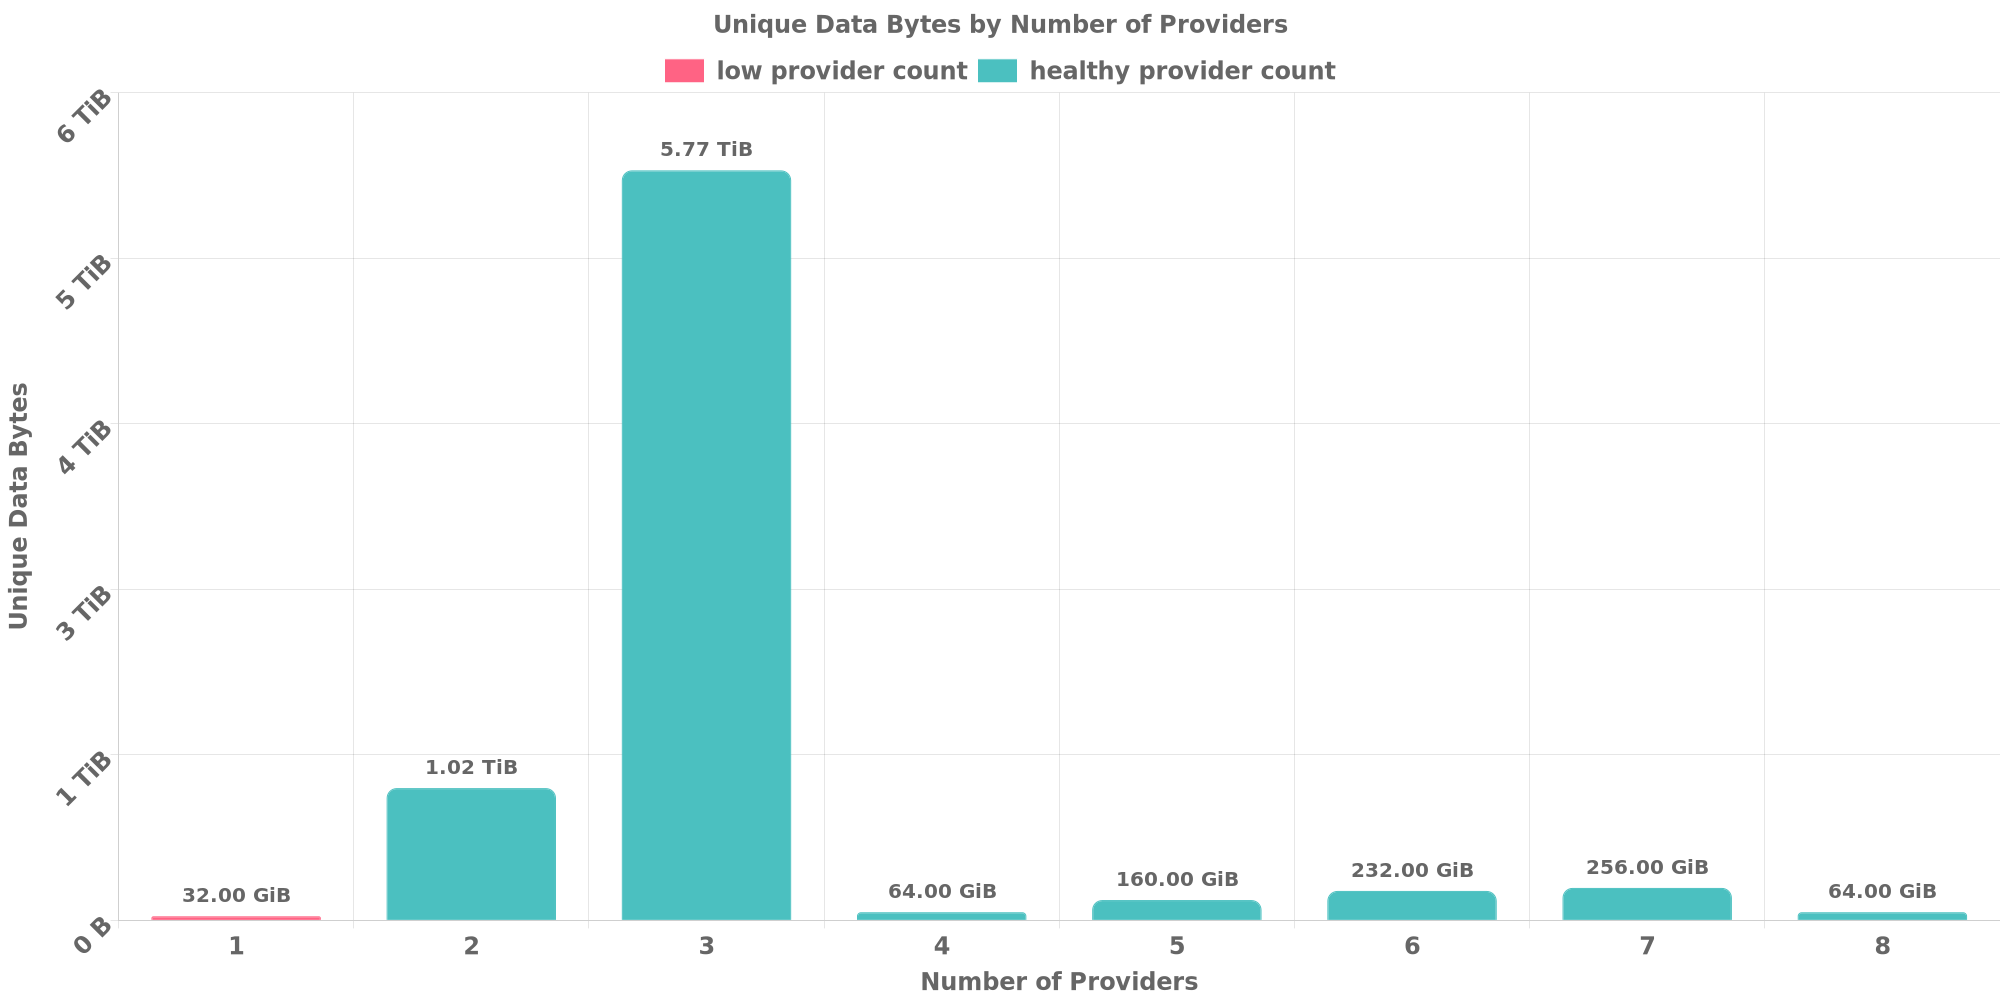 Unique Data Bytes by Number of Providers
low provider count
healthy provider count
6 TiB
5 TiB
4 TiB
3 TiB
1 TiB
0 B
Unique Data Bytes
32.00 GiB
1.02 TiB
5.77 TiB
64.00 GiB
160.00 GiB
232.00 GiB
256.00 GiB
64.00 GiB
1
2
3
4
5
6
7
8
Number of Providers